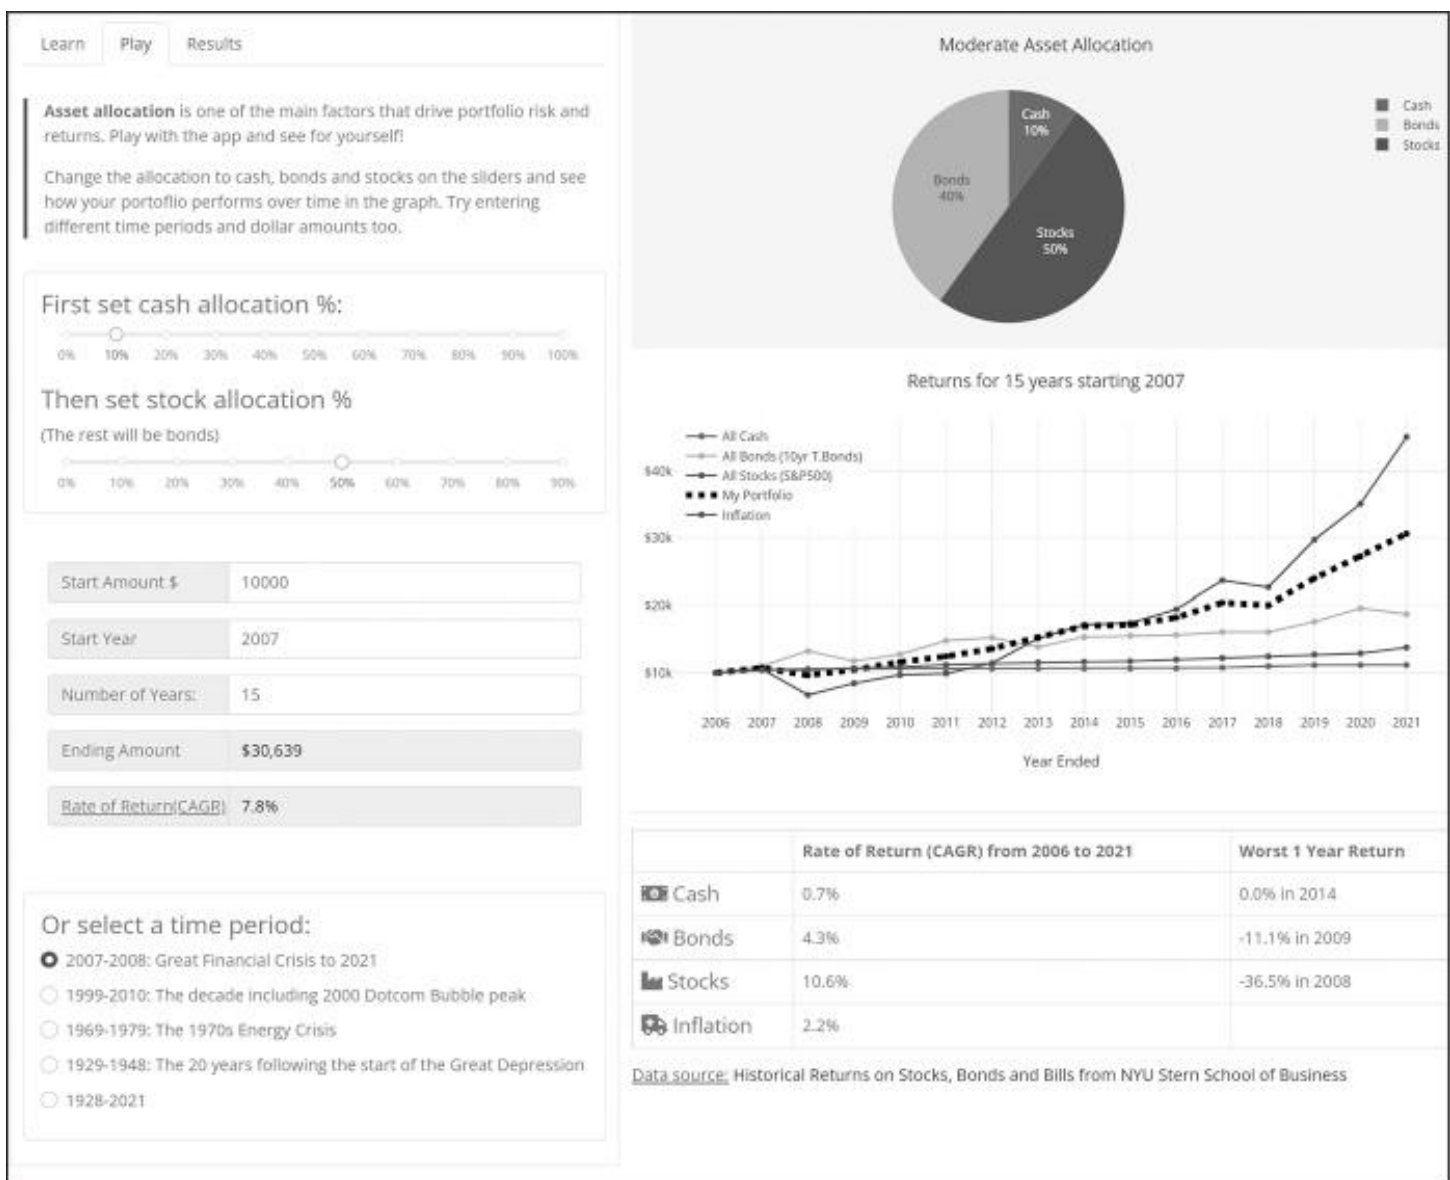 Learn Play Results
Asset allocation is one of the main factors that drive portfolio risk and
returns. Play with the app and see for yourself!
Change the allocation to cash, bonds and stocks on the sliders and see
how your portoflio performs over time in the graph. Try entering
different time periods and dollar amounts too.
First set cash allocation %:
0% 10% 20% 30% 40% 50% 60% 70% 80% 90% 100%
Then set stock allocation %
(The rest will be bonds)
0% 10% 20% 30% 40% 50% 60% 70% 80% 90%
Start Amount $ 10000
Start Year 2007
Number of Years: 15
Ending Amount $30,639
Rate of Return(CAGR) 7.8%
Or select a time period:
2007-2008: Great Financial Crisis to 2021
1999-2010: The decade including 2000 Dotcom Bubble peak
1969-1979: The 1970s Energy Crisis
1929-1948: The 20 years following the start of the Great Depression
1928-2021
Moderate Asset Allocation
Cash
10%
Bonds
40%
Stocks
50%
Cash
Bonds
Stocks
Returns for 15 years starting 2007
All Cash
All Bonds (10yr T.Bonds)
All Stocks (S&P500)
My Portfolio
Inflation
$40k
$30k
$20k
$10k
2006 2007 2008 2009 2010 2011 2012 2013 2014 2015 2016 2017 2018 2019 2020 2021
Year Ended
Rate of Return (CAGR) from 2006 to 2021 Worst 1 Year Return
Cash 0.7% 0.0% in 2014
Bonds 4.3% -11.1% in 2009
Stocks 10.6% -36.5% in 2008
Inflation 2.2%
Data source: Historical Returns on Stocks, Bonds and Bills from NYU Stern School of Business